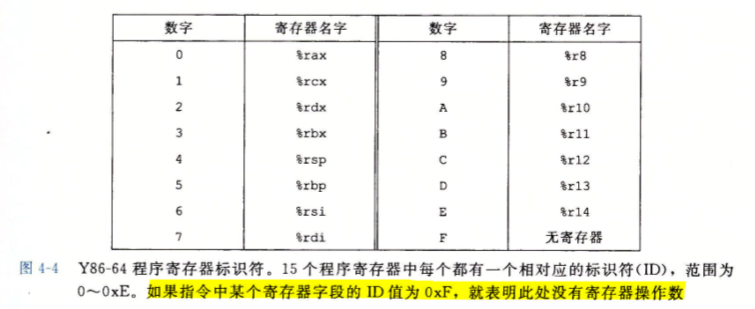 数字 寄存器名字 数字 寄存器名字
0 %rax 8 %r8
1 %rcx 9 %r9
2 %rdx A %r10
3 %rbx B %r11
4 %rsp C %r12
5 %rbp D %r13
6 %rsi E %r14
7 %rdi F 无寄存器
图 4-4 Y86-64 程序寄存器标识符。15 个程序寄存器中每个都有一个相对应的标识符(ID)，范围为
0～0xE。如果指令中某个寄存器字段的 ID 值为 0xF，就表明此处没有寄存器操作数